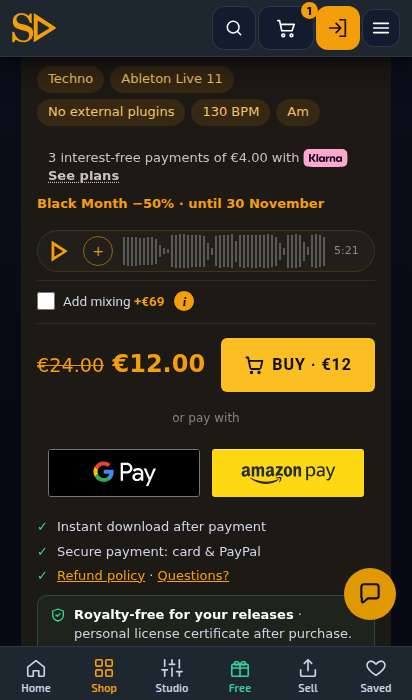 1
Techno
Ableton Live 11
No external plugins
130 BPM
Am
3 interest-free payments of €4.00 with Klarna
See plans
Black Month −50% · until 30 November
5:21
Add mixing +€69 i
€24.00 €12.00
BUY · €12
or pay with
G Pay
amazon pay
✓ Instant download after payment
✓ Secure payment: card & PayPal
✓ Refund policy · Questions?
Royalty-free for your releases ·
personal license certificate after purchase.
Home
Shop
Studio
Free
Sell
Saved